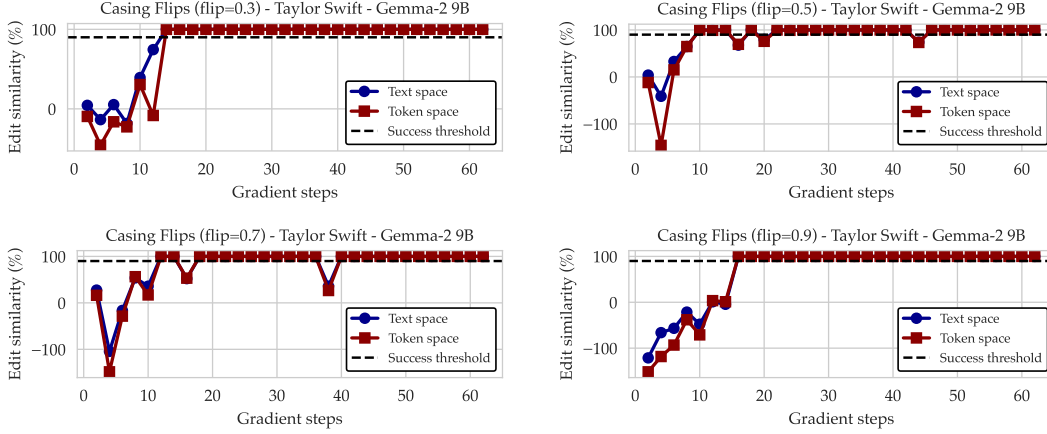 Casing Flips (flip=0.3) - Taylor Swift - Gemma-2 9B
Edit similarity (%)
100
0
Text space
Token space
Success threshold
0 10 20 30 40 50 60
Gradient steps
Casing Flips (flip=0.5) - Taylor Swift - Gemma-2 9B
Edit similarity (%)
100
0
−100
Text space
Token space
Success threshold
0 10 20 30 40 50 60
Gradient steps
Casing Flips (flip=0.7) - Taylor Swift - Gemma-2 9B
Edit similarity (%)
100
0
−100
Text space
Token space
Success threshold
0 10 20 30 40 50 60
Gradient steps
Casing Flips (flip=0.9) - Taylor Swift - Gemma-2 9B
Edit similarity (%)
100
0
−100
Text space
Token space
Success threshold
0 10 20 30 40 50 60
Gradient steps